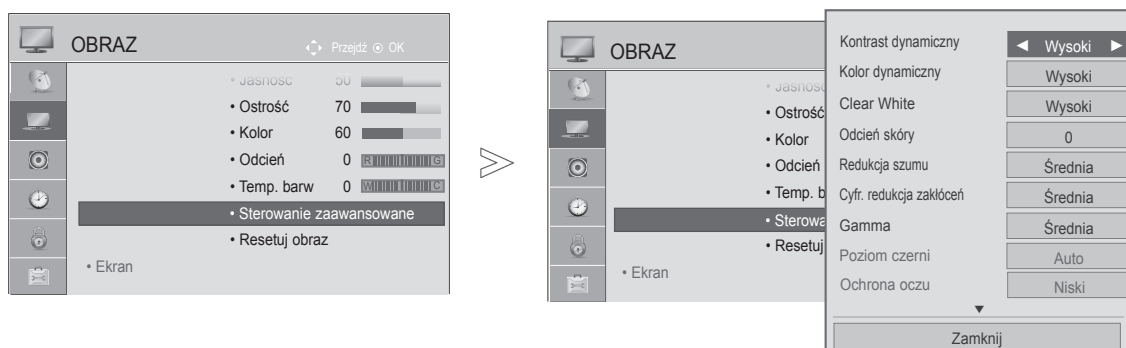 OBRAZ
Przejdź OK
• Jasność 50
• Ostrość 70
• Kolor 60
• Odcień 0 R G
• Temp. barw 0 W C
• Sterowanie zaawansowane
• Resetuj obraz
• Ekran
OBRAZ
• Jasność
• Ostrość
• Kolor
• Odcień
• Temp. b
• Sterowa
• Resetuj
• Ekran
Kontrast dynamiczny ◄ Wysoki ►
Kolor dynamiczny Wysoki
Clear White Wysoki
Odcień skóry 0
Redukcja szumu Średnia
Cyfr. redukcja zakłóceń Średnia
Gamma Średnia
Poziom czerni Auto
Ochrona oczu Niski
▼
Zamknij